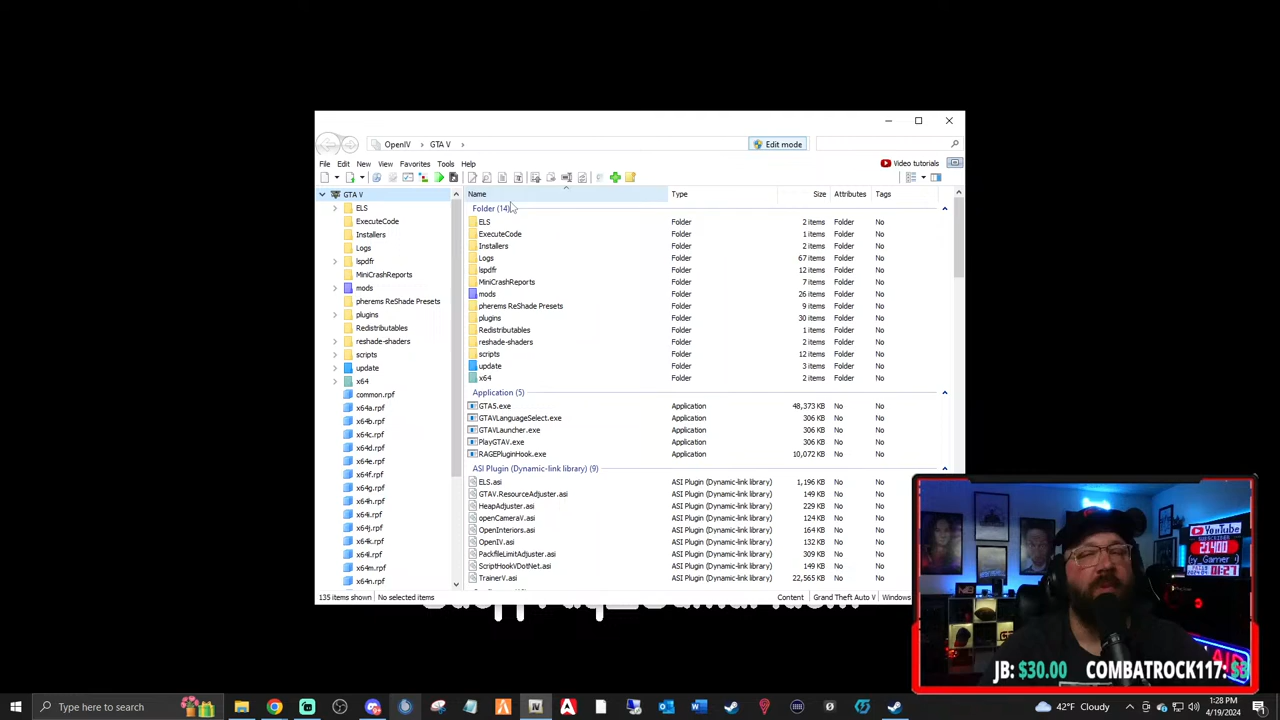 OpenIV
GTA V
Edit mode
File Edit New View Favorites Tools Help
Video tutorials
GTA V
ELS
ExecuteCode
Installers
Logs
lspdfr
MiniCrashReports
mods
pherems ReShade Presets
plugins
Redistributables
reshade-shaders
scripts
update
x64
common.rpf
x64a.rpf
x64b.rpf
x64c.rpf
x64d.rpf
x64e.rpf
x64f.rpf
x64g.rpf
x64h.rpf
x64i.rpf
x64j.rpf
x64k.rpf
x64l.rpf
x64m.rpf
x64n.rpf
Name Type Size Attributes Tags
Folder (14)
ELS Folder 2 items No
ExecuteCode Folder 1 items No
Installers Folder 2 items No
Logs Folder 67 items No
lspdfr Folder 12 items No
MiniCrashReports Folder 7 items No
mods Folder 26 items No
pherems ReShade Presets Folder 9 items No
plugins Folder 30 items No
Redistributables Folder 1 items No
reshade-shaders Folder 2 items No
scripts Folder 12 items No
update Folder 3 items No
x64 Folder 2 items No
Application (5)
GTA5.exe Application 48,373 KB No No
GTAVLanguageSelect.exe Application 306 KB No No
GTAVLauncher.exe Application 306 KB No No
PlayGTAV.exe Application 306 KB No No
RAGEPluginHook.exe Application 10,072 KB No No
ASI Plugin (Dynamic-link library) (9)
ELS.asi ASI Plugin (Dynamic-link library) 1,196 KB No No
GTAV.ResourceAdjuster.asi ASI Plugin (Dynamic-link library) 149 KB No No
HeapAdjuster.asi ASI Plugin (Dynamic-link library) 229 KB No No
openCameraV.asi ASI Plugin (Dynamic-link library) 124 KB No No
OpenInteriors.asi ASI Plugin (Dynamic-link library) 164 KB No No
OpenIV.asi ASI Plugin (Dynamic-link library) 132 KB No No
PackfileLimitAdjuster.asi ASI Plugin (Dynamic-link library) 309 KB No No
ScriptHookVDotNet.asi ASI Plugin (Dynamic-link library) 149 KB No No
TrainerV.asi ASI Plugin (Dynamic-link library) 22,565 KB No No
135 items shown No selected items Content Grand Theft Auto V Windows
YouTube
SUBSCRIBER
21400
01:27
JB: $30.00 COMBATROCK117:
Type here to search
42°F Cloudy
1:28 PM
4/19/2024